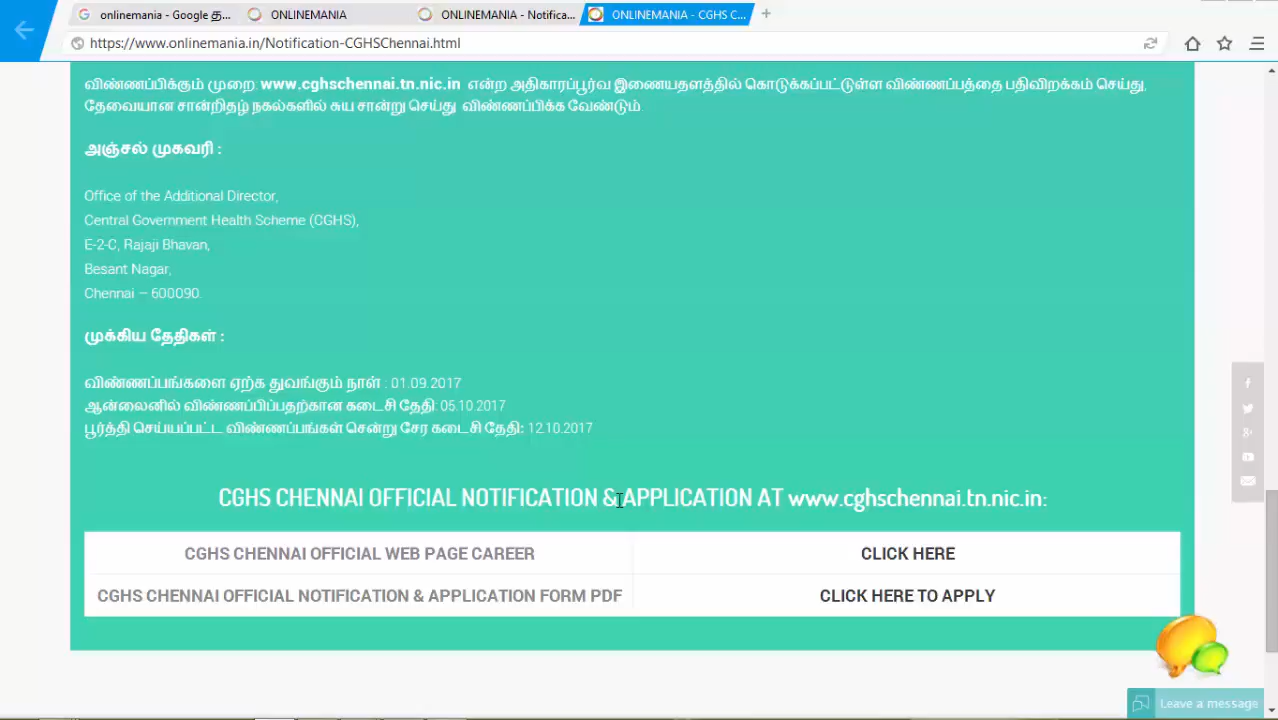 onlinemania - Google த...
ONLINEMANIA
ONLINEMANIA - Notifica...
ONLINEMANIA - CGHS C...
https://www.onlinemania.in/Notification-CGHSChennai.html
விண்ணப்பிக்கும் முறை: www.cghschennai.tn.nic.in என்ற அதிகாரப்பூர்வ இணையதளத்தில் கொடுக்கப்பட்டுள்ள விண்ணப்பத்தை பதிவிறக்கம் செய்து,
தேவையான சான்றிதழ் நகல்களில் சுய சான்று செய்து விண்ணப்பிக்க வேண்டும்.
அஞ்சல் முகவரி :
Office of the Additional Director,
Central Government Health Scheme (CGHS),
E-2-C, Rajaji Bhavan,
Besant Nagar,
Chennai – 600090.
முக்கிய தேதிகள் :
விண்ணப்பங்களை ஏற்க துவங்கும் நாள் : 01.09.2017
ஆன்லைனில் விண்ணப்பிப்பதற்கான கடைசி தேதி: 05.10.2017
பூர்த்தி செய்யப்பட்ட விண்ணப்பங்கள் சென்று சேர கடைசி தேதி: 12.10.2017
CGHS CHENNAI OFFICIAL NOTIFICATION & APPLICATION AT www.cghschennai.tn.nic.in:
CGHS CHENNAI OFFICIAL WEB PAGE CAREER CLICK HERE
CGHS CHENNAI OFFICIAL NOTIFICATION & APPLICATION FORM PDF CLICK HERE TO APPLY
Leave a message